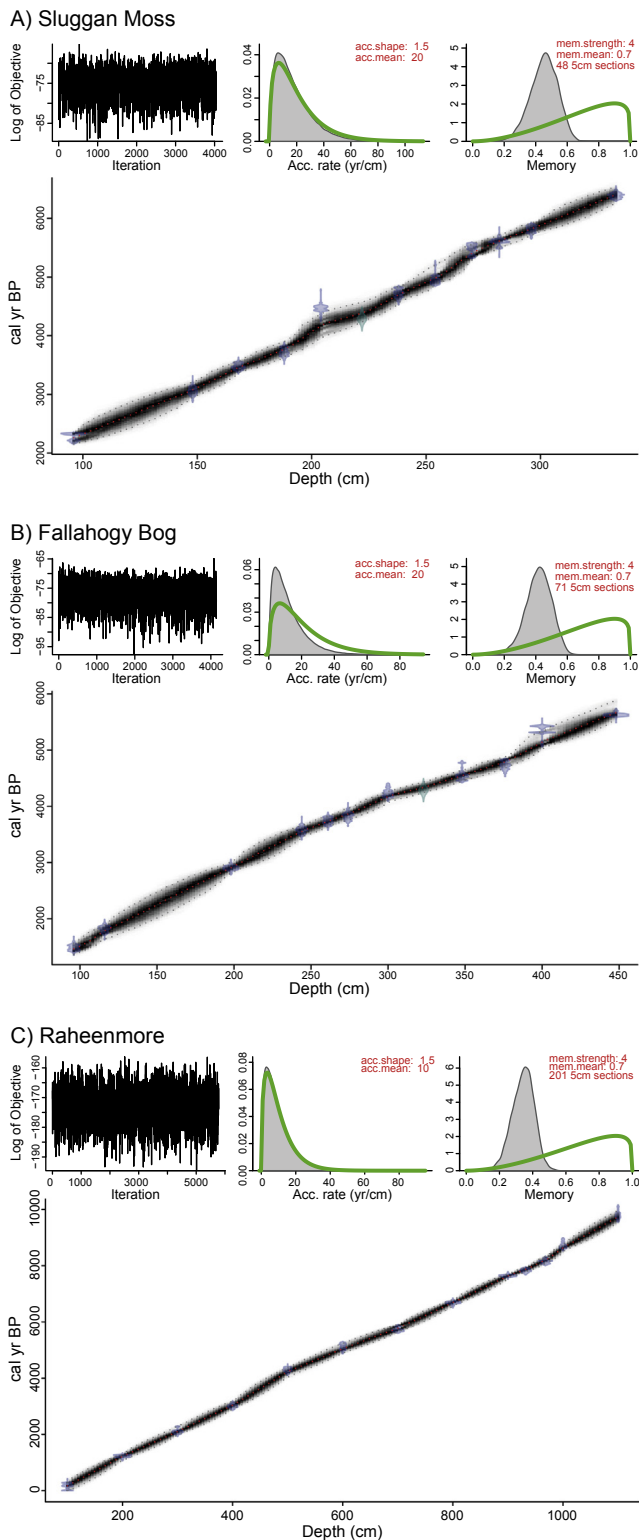 A) Sluggan Moss
Log of Objective
-75
-85
0 1000 2000 3000 4000
Iteration
acc.shape: 1.5
acc.mean: 20
0.04
0.02
0.00
0 20 40 60 80 100
Acc. rate (yr/cm)
mem.strength: 4
mem.mean: 0.7
48 5cm sections
5
4
3
2
1
0
0.0 0.2 0.4 0.6 0.8 1.0
Memory
cal yr BP
6000
5000
4000
3000
2000
100 150 200 250 300
Depth (cm)
B) Fallahogy Bog
Log of Objective
-65
-75
-85
-95
0 1000 2000 3000 4000
Iteration
acc.shape: 1.5
acc.mean: 20
0.06
0.03
0.00
0 20 40 60 80
Acc. rate (yr/cm)
mem.strength: 4
mem.mean: 0.7
71 5cm sections
5
4
3
2
1
0
0.0 0.2 0.4 0.6 0.8 1.0
Memory
cal yr BP
6000
5000
4000
3000
2000
100 150 200 250 300 350 400 450
Depth (cm)
C) Raheenmore
Log of Objective
-160
-170
-180
-190
0 1000 3000 5000
Iteration
acc.shape: 1.5
acc.mean: 10
0.08
0.05
0.03
0.00
0 20 40 60 80
Acc. rate (yr/cm)
mem.strength: 4
mem.mean: 0.7
201 5cm sections
6
5
4
3
2
1
0
0.0 0.2 0.4 0.6 0.8 1.0
Memory
cal yr BP
10000
8000
6000
4000
2000
0
200 400 600 800 1000
Depth (cm)